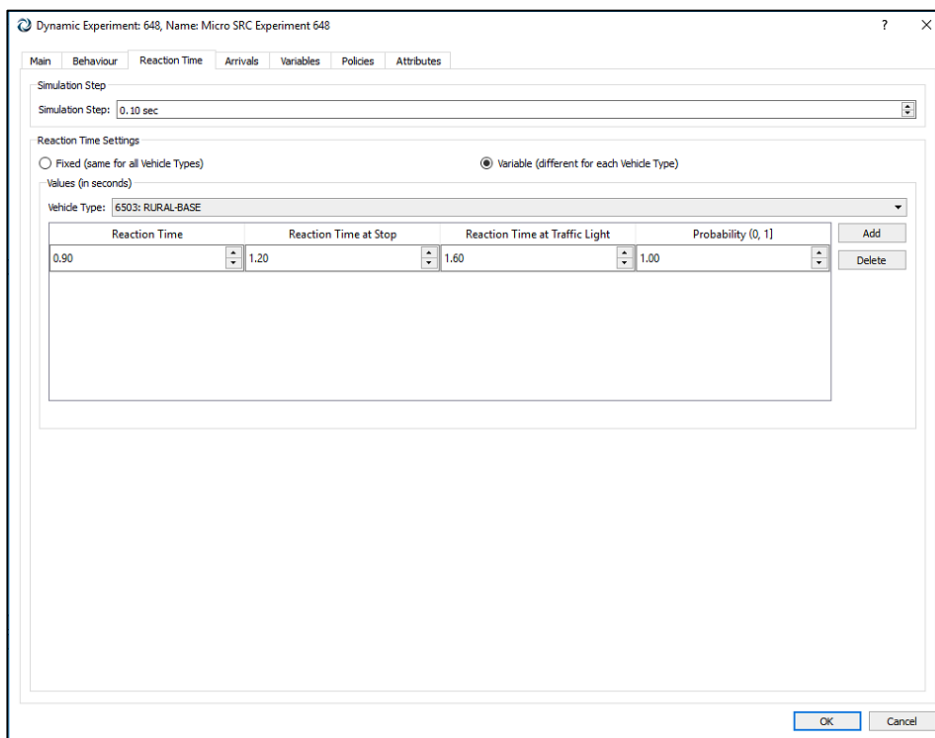 Dynamic Experiment: 648, Name: Micro SRC Experiment 648 ?
Main Behaviour Reaction Time Arrivals Variables Policies Attributes
Simulation Step
Simulation Step: 0.10 sec
Reaction Time Settings
Fixed (same for all Vehicle Types) Variable (different for each Vehicle Type)
Values (in seconds)
Vehicle Type: 6503: RURAL-BASE
Reaction Time Reaction Time at Stop Reaction Time at Traffic Light Probability (0, 1] Add
0.90 1.20 1.60 1.00 Delete
OK Cancel